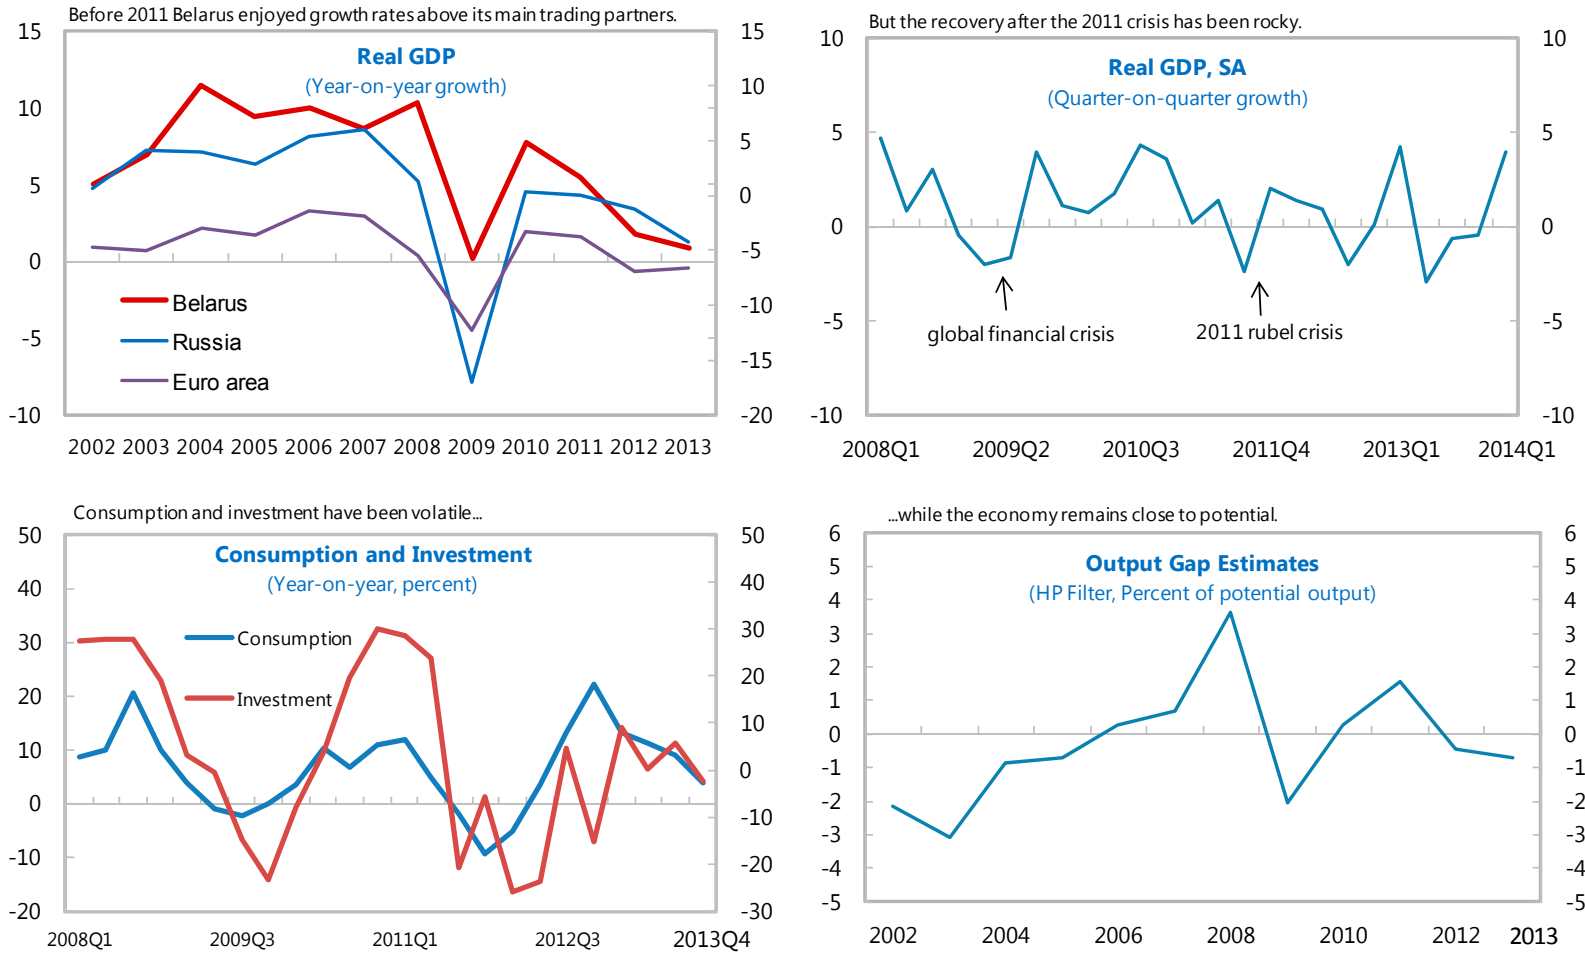 Before 2011 Belarus enjoyed growth rates above its main trading partners.
Real GDP
(Year-on-year growth)
15
10
5
0
-5
-10
15
10
5
0
-5
-10
-15
-20
Belarus
Russia
Euro area
2002 2003 2004 2005 2006 2007 2008 2009 2010 2011 2012 2013
But the recovery after the 2011 crisis has been rocky.
Real GDP, SA
(Quarter-on-quarter growth)
10
5
0
-5
-10
10
5
0
-5
-10
global financial crisis
2011 rubel crisis
2008Q1 2009Q2 2010Q3 2011Q4 2013Q1 2014Q1
Consumption and investment have been volatile...
Consumption and Investment
(Year-on-year, percent)
50
40
30
20
10
0
-10
-20
50
40
30
20
10
0
-10
-20
-30
Consumption
Investment
2008Q1 2009Q3 2011Q1 2012Q3 2013Q4
...while the economy remains close to potential.
Output Gap Estimates
(HP Filter, Percent of potential output)
6
5
4
3
2
1
0
-1
-2
-3
-4
-5
6
5
4
3
2
1
0
-1
-2
-3
-4
-5
2002 2004 2006 2008 2010 2012 2013